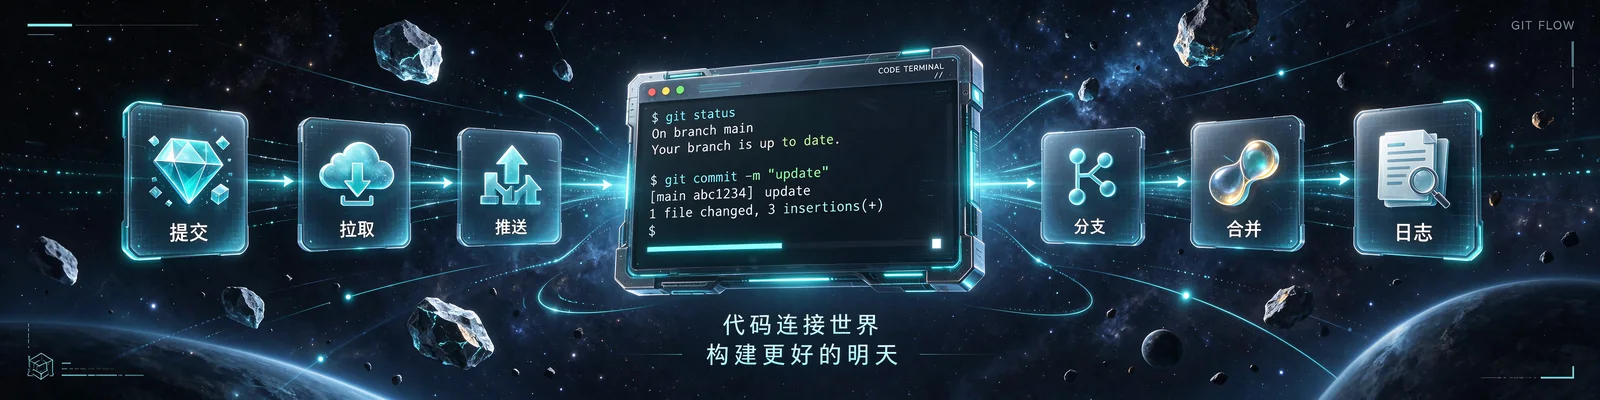 GIT FLOW
CODE TERMINAL
//
$ git status
On branch main
Your branch is up to date.
$ git commit -m "update"
[main abc1234] update
1 file changed, 3 insertions(+)
$
提交
拉取
推送
分支
合并
日志
代码连接世界
构建更好的明天